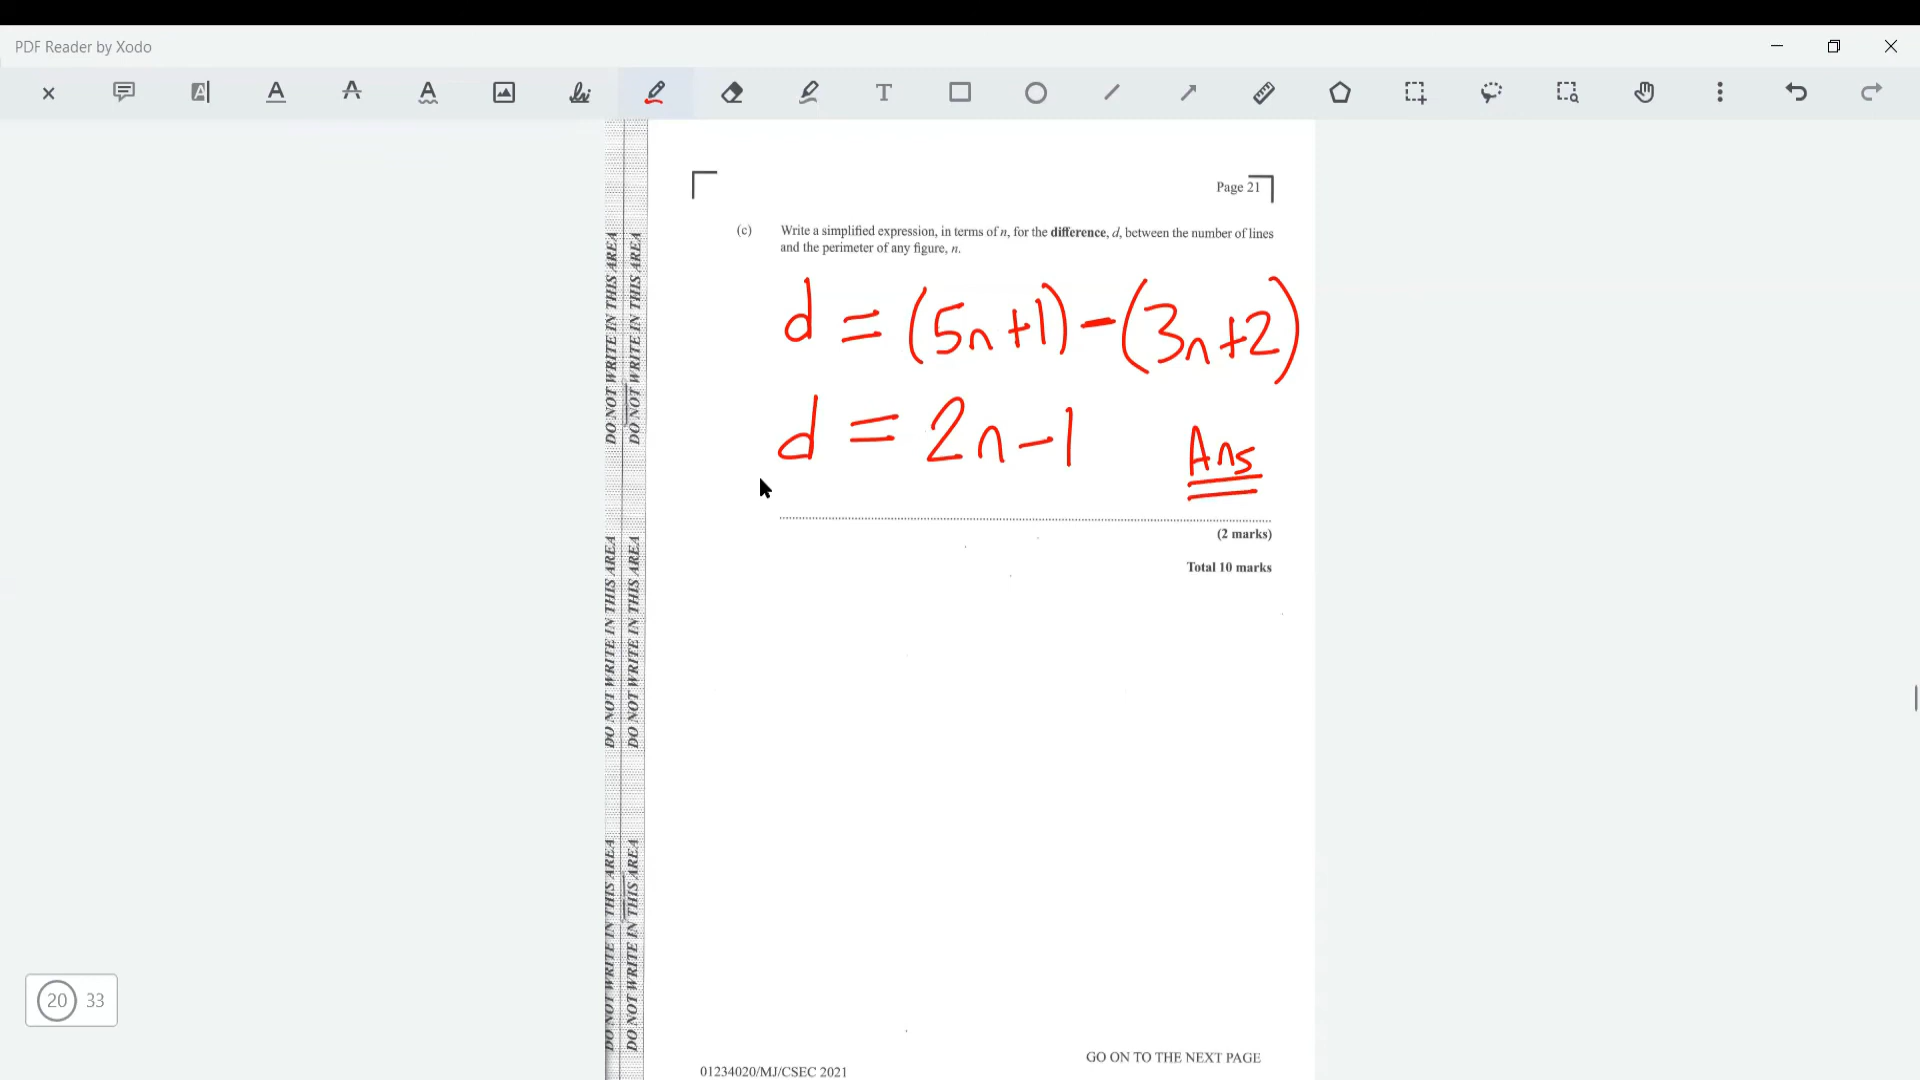 PDF Reader by Xodo
Page 21
(c) Write a simplified expression, in terms of n, for the difference, d, between the number of lines
and the perimeter of any figure, n.
d = (5n+1)-(3n+2)
d = 2n-1
Ans
(2 marks)
Total 10 marks
DO NOT WRITE IN THIS AREA
DO NOT WRITE IN THIS AREA
DO NOT WRITE IN THIS AREA
DO NOT WRITE IN THIS AREA
DO NOT WRITE IN THIS AREA
DO NOT WRITE IN THIS AREA
20 33
GO ON TO THE NEXT PAGE
01234020/MJ/CSEC 2021